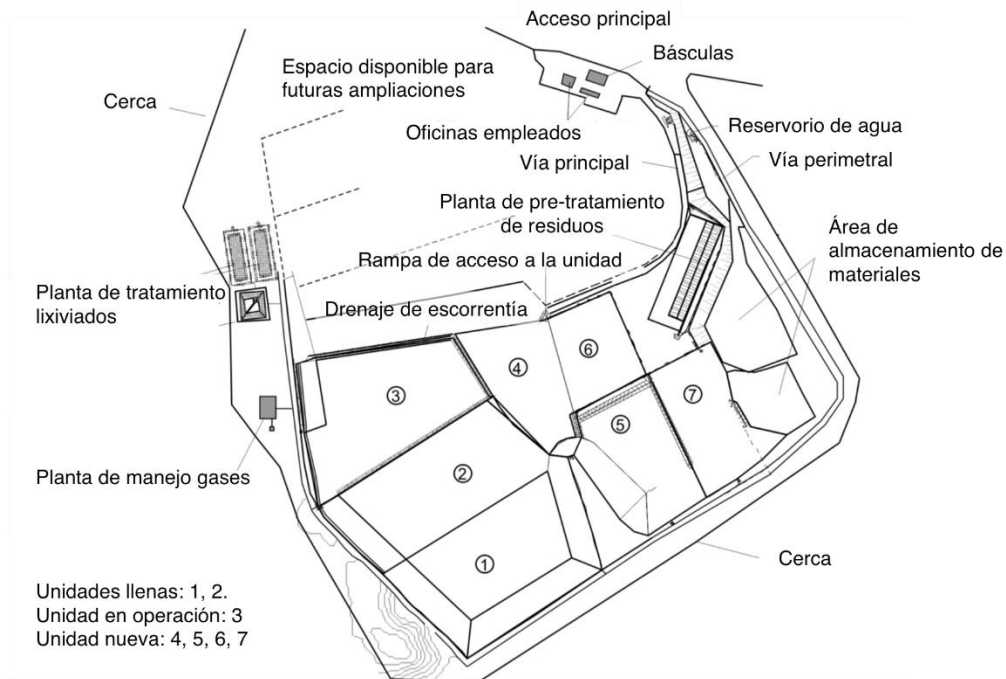 Acceso principal
Básculas
Espacio disponible para
futuras ampliaciones
Cerca
Oficinas empleados
Reservorio de agua
Vía principal
Vía perimetral
Planta de pre-tratamiento
de residuos
Área de
almacenamiento de
materiales
Rampa de acceso a la unidad
Planta de tratamiento
lixiviados
Drenaje de escorrentía
6
4
3
7
5
2
Planta de manejo gases
1
Cerca
Unidades llenas: 1, 2.
Unidad en operación: 3
Unidad nueva: 4, 5, 6, 7